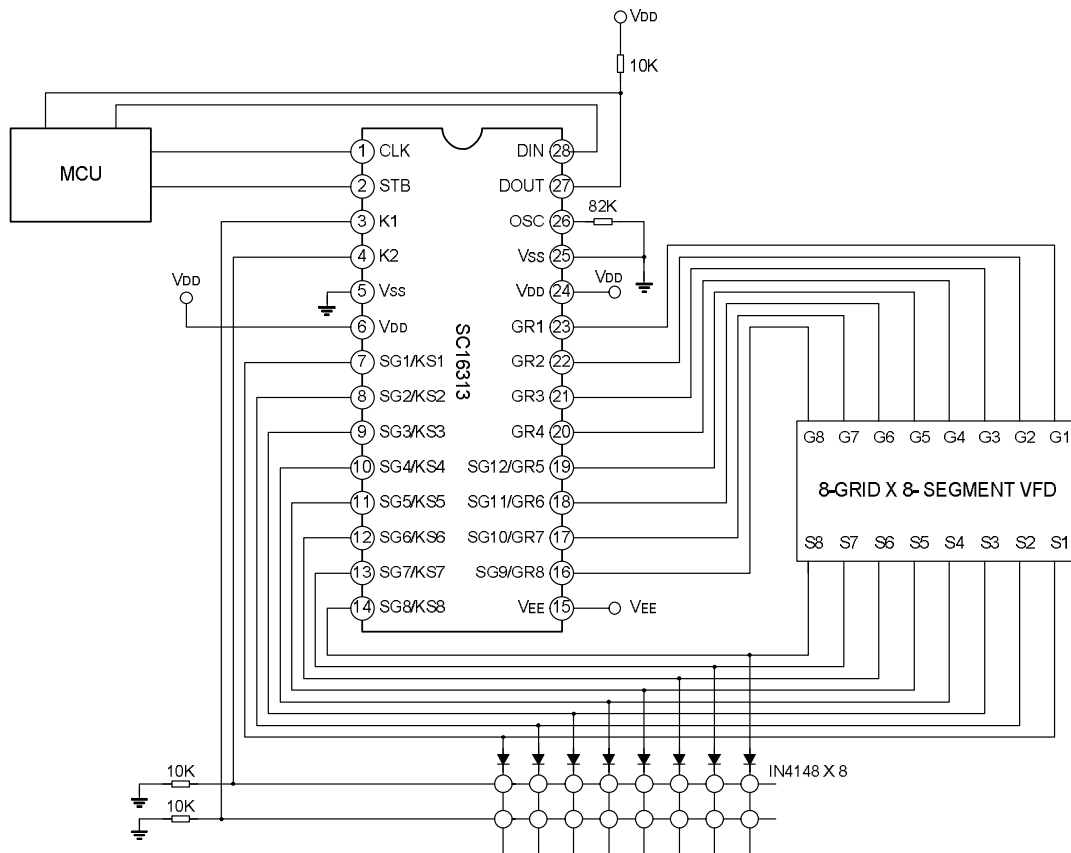 VDD
10K
MCU
1 CLK
2 STB
3 K1
4 K2
5 VSS
6 VDD
7 SG1/KS1
8 SG2/KS2
9 SG3/KS3
10 SG4/KS4
11 SG5/KS5
12 SG6/KS6
13 SG7/KS7
14 SG8/KS8
VDD
SC16313
DIN 28
DOUT 27
OSC 26
VSS 25
VDD 24
GR1 23
GR2 22
GR3 21
GR4 20
SG12/GR5 19
SG11/GR6 18
SG10/GR7 17
SG9/GR8 16
VEE 15
82K
VDD
VEE
G8 G7 G6 G5 G4 G3 G2 G1
8-GRID X 8- SEGMENT VFD
S8 S7 S6 S5 S4 S3 S2 S1
IN4148 X 8
10K
10K